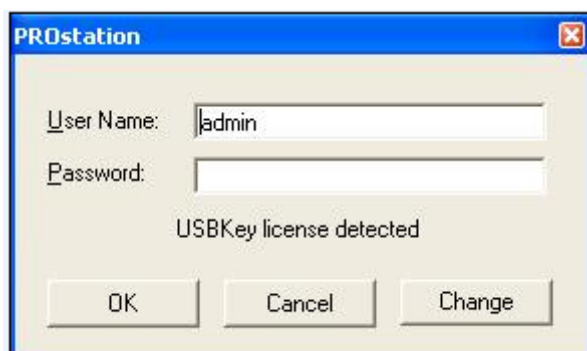 PROstation
User Name: admin
Password:
USBKey license detected
OK Cancel Change